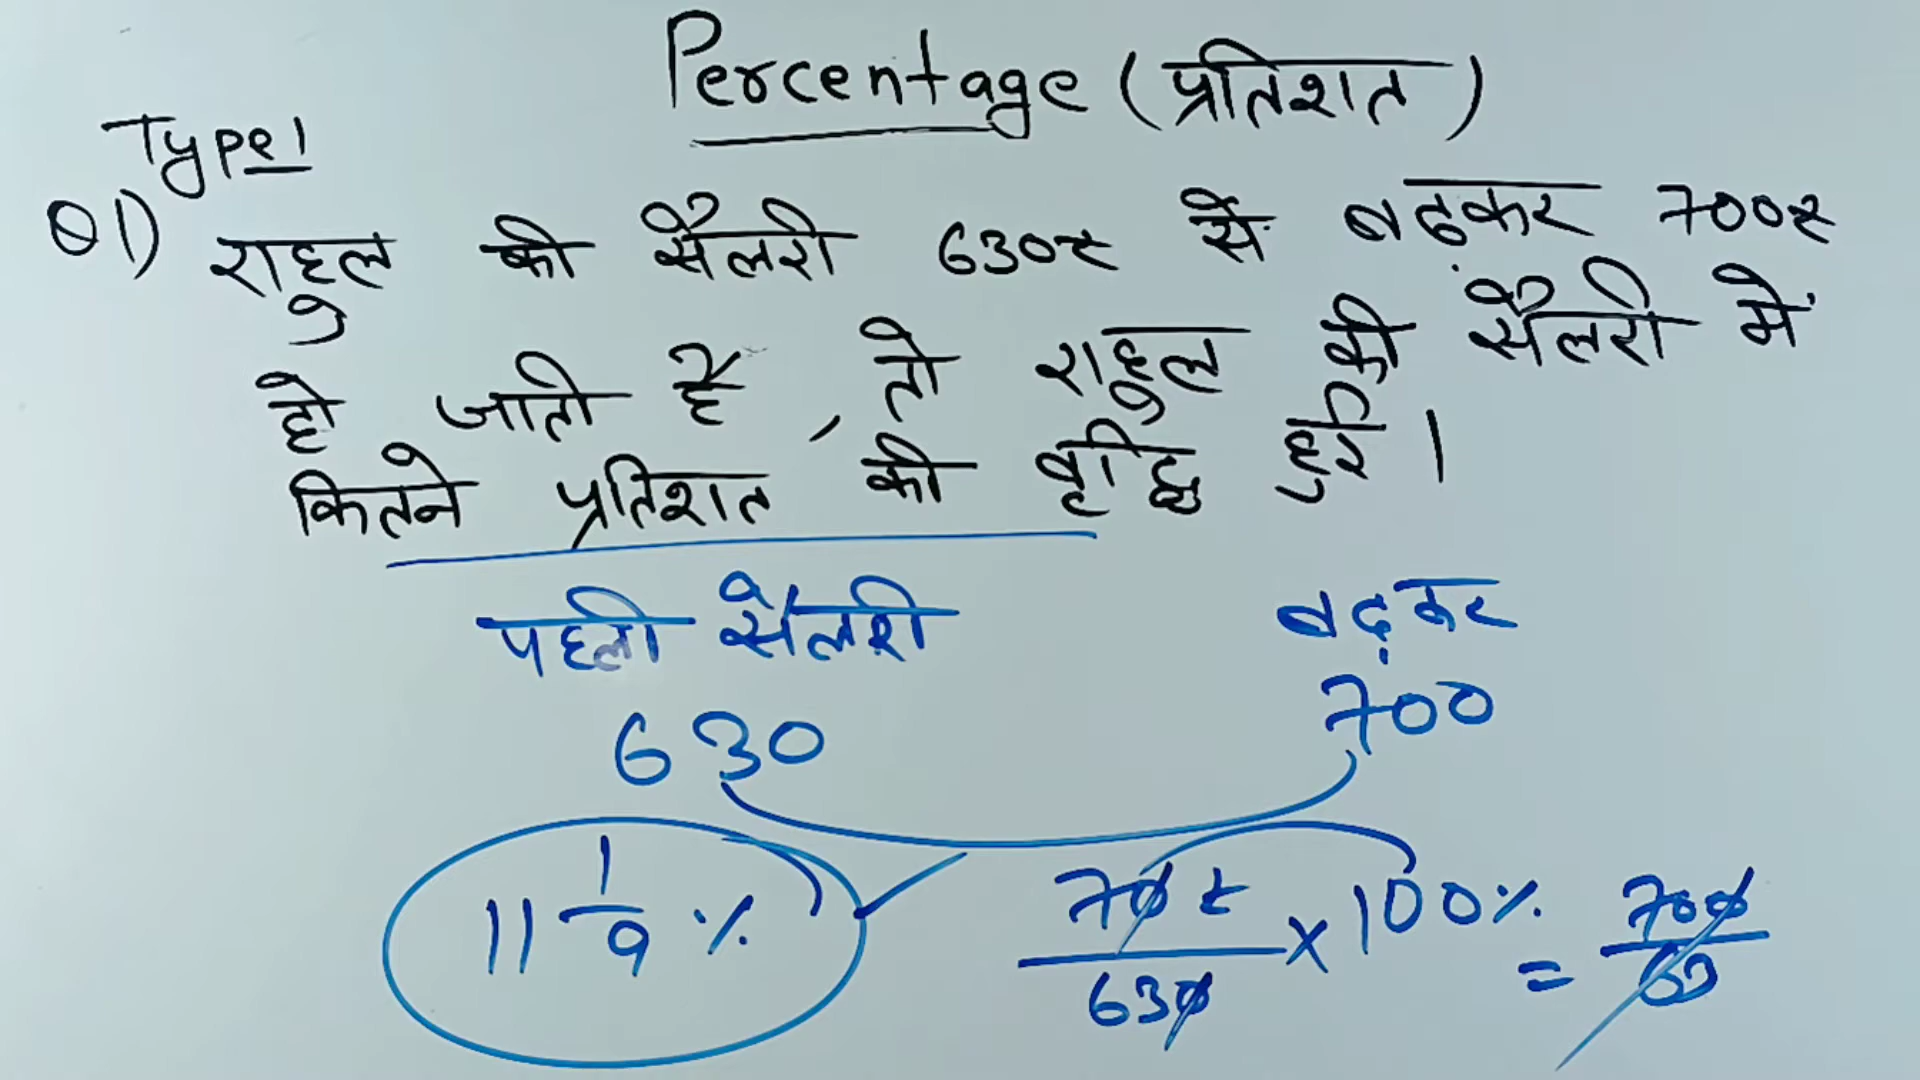 Percentage (प्रतिशत)
Type 1
Q1) राहुल की सैलरी 630₹ से बढ़कर 700₹
हो जाती है, तो राहुल की सैलरी में
कितने प्रतिशत की वृद्धि हुई।
पहली सैलरी बढ़कर
630 700
11 1/9 % 70₹/630 × 100% = 700/63